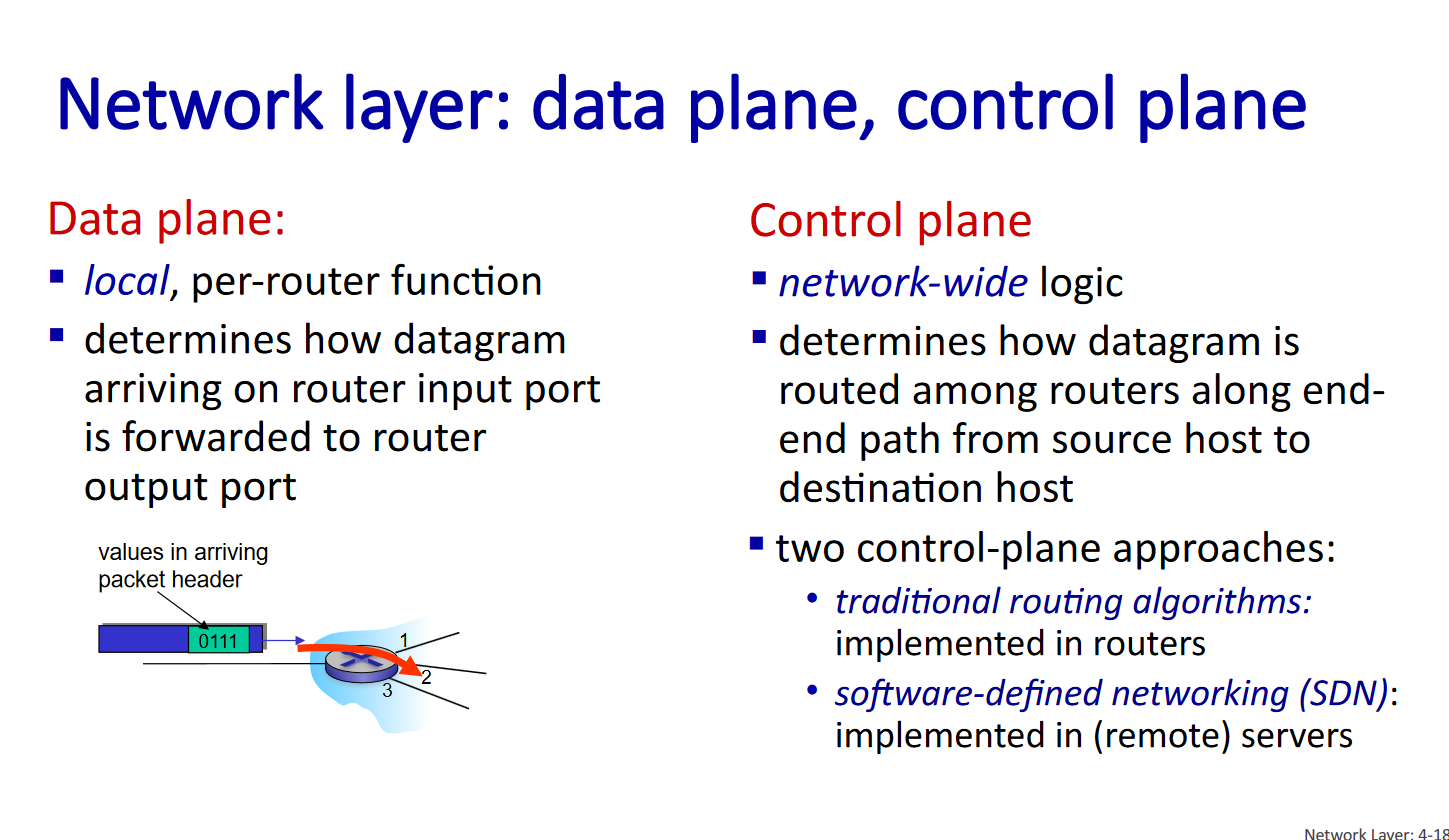 Network layer: data plane, control plane
Data plane:
▪ local, per-router function
▪ determines how datagram
arriving on router input port
is forwarded to router
output port
values in arriving
packet header
0111
1
2
3
Control plane
▪ network-wide logic
▪ determines how datagram is
routed among routers along end-
end path from source host to
destination host
▪ two control-plane approaches:
• traditional routing algorithms:
implemented in routers
• software-defined networking (SDN):
implemented in (remote) servers
Network Layer: 4-18